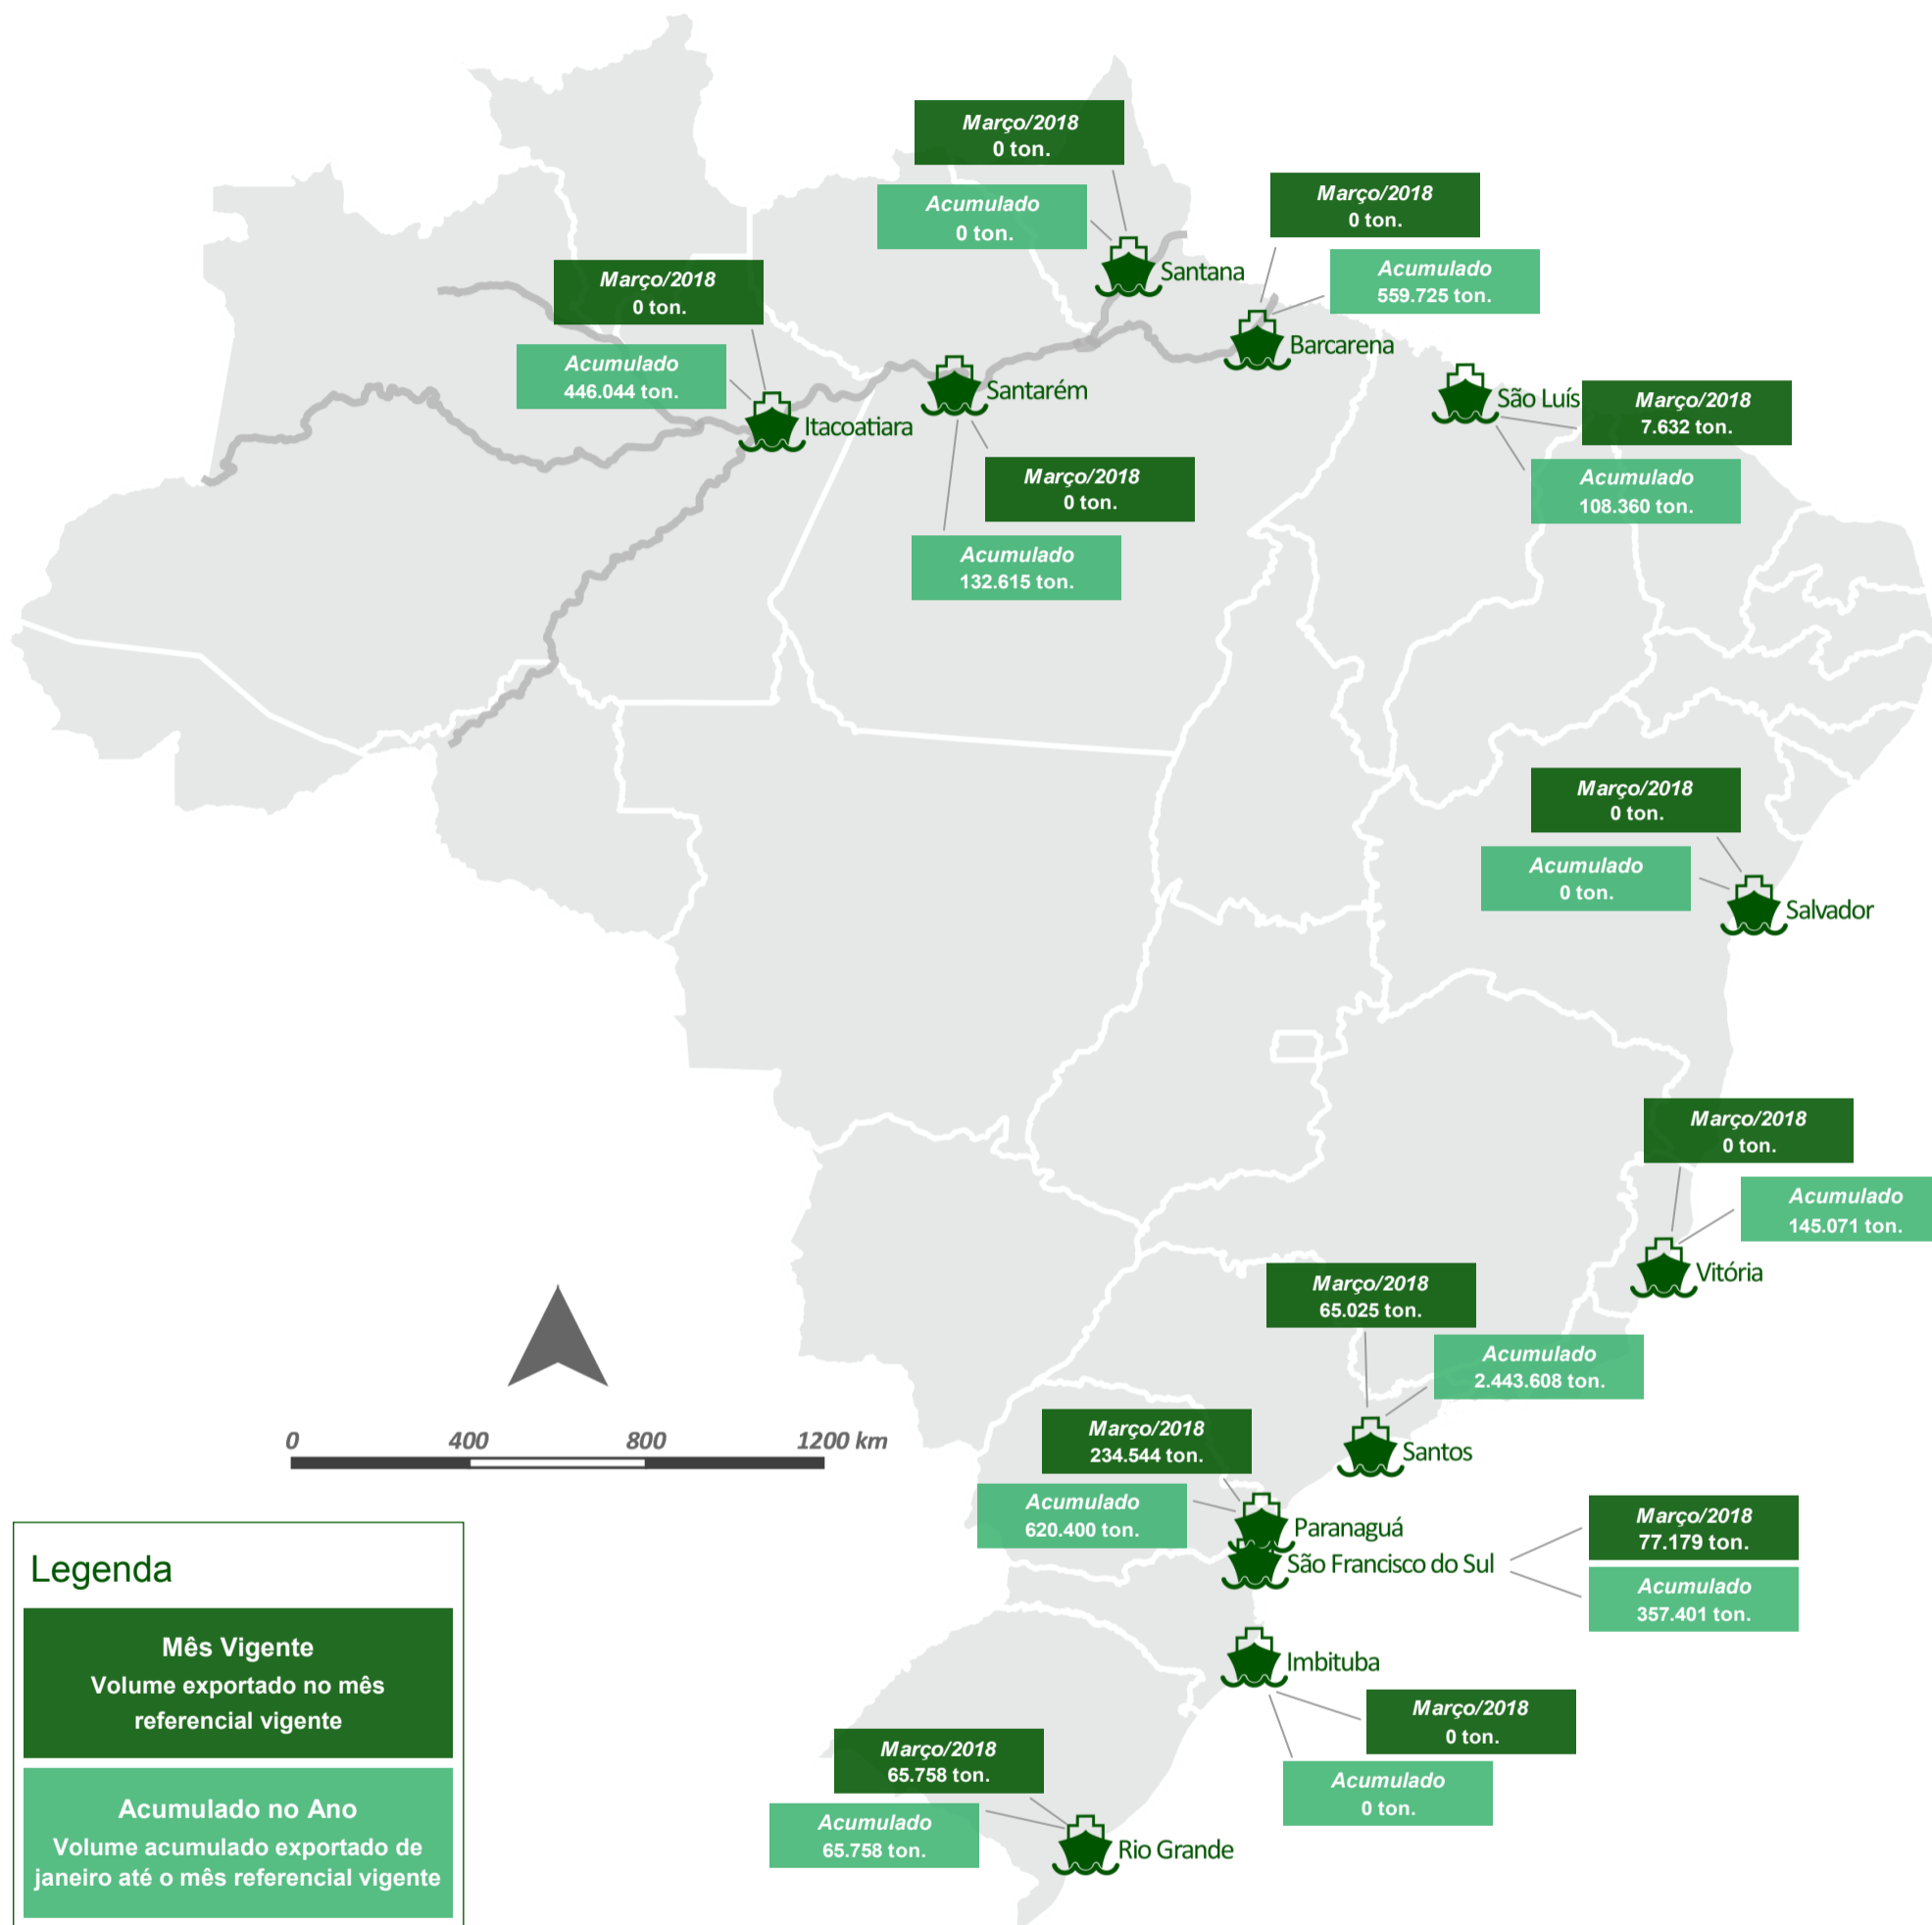 Março/2018
0 ton.
Acumulado
0 ton.
Santana
Março/2018
0 ton.
Acumulado
559.725 ton.
Barcarena
Março/2018
0 ton.
Acumulado
446.044 ton.
Itacoatiara
Santarém
Março/2018
0 ton.
Acumulado
132.615 ton.
São Luís
Março/2018
7.632 ton.
Acumulado
108.360 ton.
Março/2018
0 ton.
Acumulado
0 ton.
Salvador
Março/2018
0 ton.
Acumulado
145.071 ton.
Vitória
Março/2018
65.025 ton.
Acumulado
2.443.608 ton.
Santos
Março/2018
234.544 ton.
Acumulado
620.400 ton.
Paranaguá
São Francisco do Sul
Março/2018
77.179 ton.
Acumulado
357.401 ton.
Imbituba
Março/2018
0 ton.
Acumulado
0 ton.
Março/2018
65.758 ton.
Acumulado
65.758 ton.
Rio Grande
0 400 800 1200 km
Legenda
Mês Vigente
Volume exportado no mês
referencial vigente
Acumulado no Ano
Volume acumulado exportado de
janeiro até o mês referencial vigente